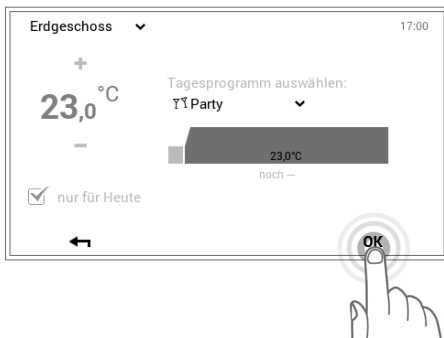 Erdgeschoss
17:00
+
23,0 °C
−
Tagesprogramm auswählen:
Party
23,0°C
noch ---
nur für Heute
OK